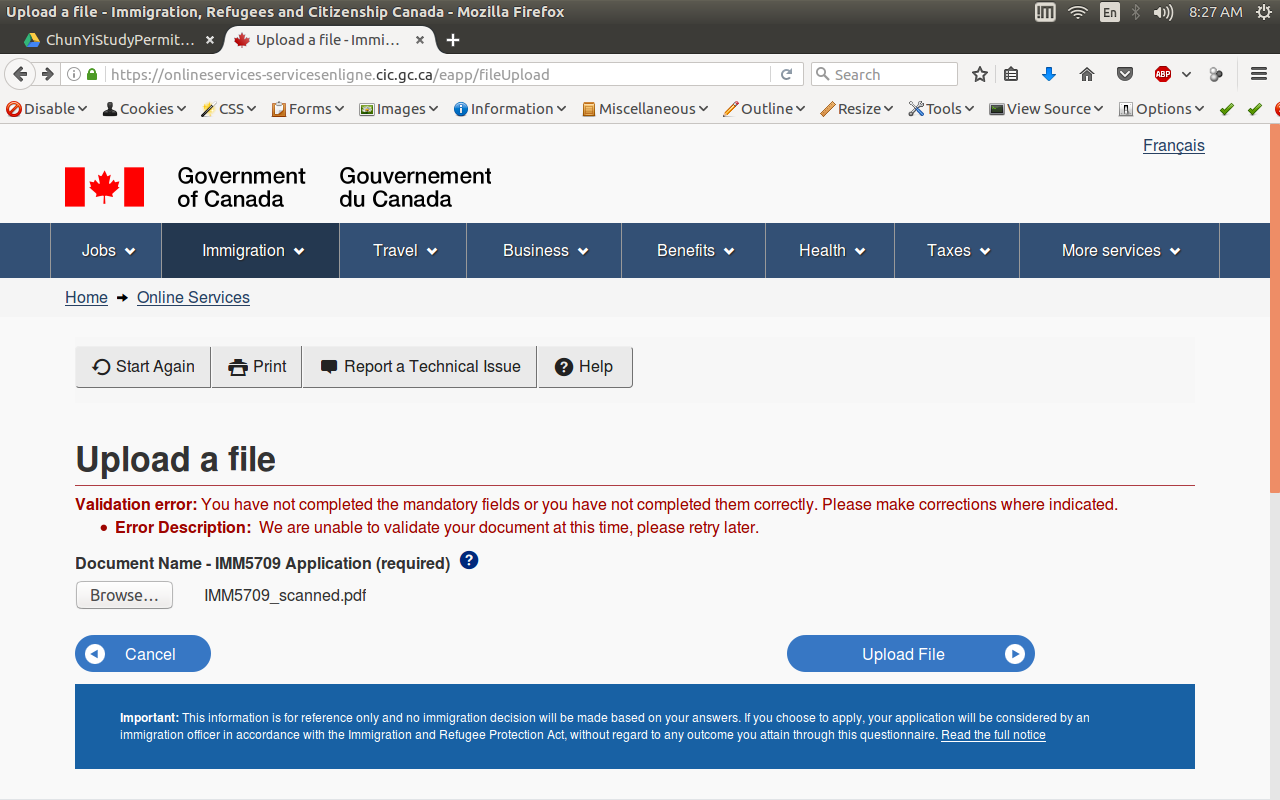 Upload a file - Immigration, Refugees and Citizenship Canada - Mozilla Firefox
En 8:27 AM
ChunYiStudyPermit... × Upload a file - Immi... × +
https://onlineservices-servicesenligne.cic.gc.ca/eapp/fileUpload Search ABP
Disable Cookies CSS Forms Images Information Miscellaneous Outline Resize Tools View Source Options
Français
Government Gouvernement
of Canada du Canada
Jobs Immigration Travel Business Benefits Health Taxes More services
Home Online Services
Start Again Print Report a Technical Issue ? Help
Upload a file
Validation error: You have not completed the mandatory fields or you have not completed them correctly. Please make corrections where indicated.
• Error Description: We are unable to validate your document at this time, please retry later.
Document Name - IMM5709 Application (required) ?
Browse... IMM5709_scanned.pdf
Cancel Upload File
Important: This information is for reference only and no immigration decision will be made based on your answers. If you choose to apply, your application will be considered by an
immigration officer in accordance with the Immigration and Refugee Protection Act, without regard to any outcome you attain through this questionnaire. Read the full notice